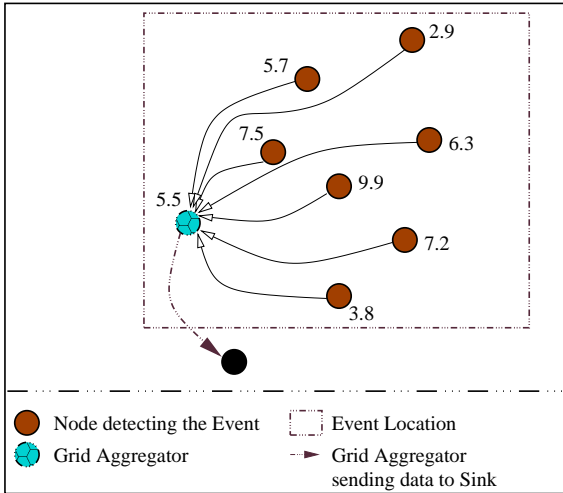 2.9
5.7
7.5
6.3
5.5
9.9
7.2
3.8
Node detecting the Event
Event Location
Grid Aggregator
Grid Aggregator
sending data to Sink